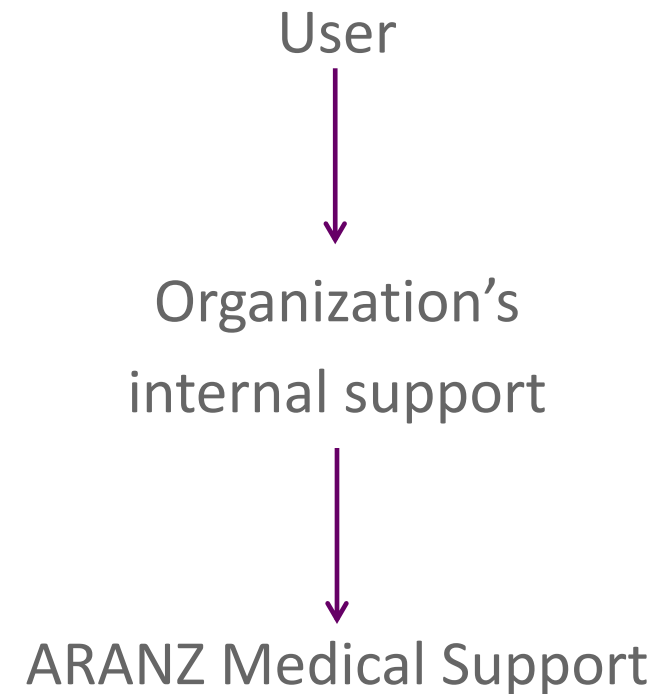 User
Organization’s
internal support
ARANZ Medical Support